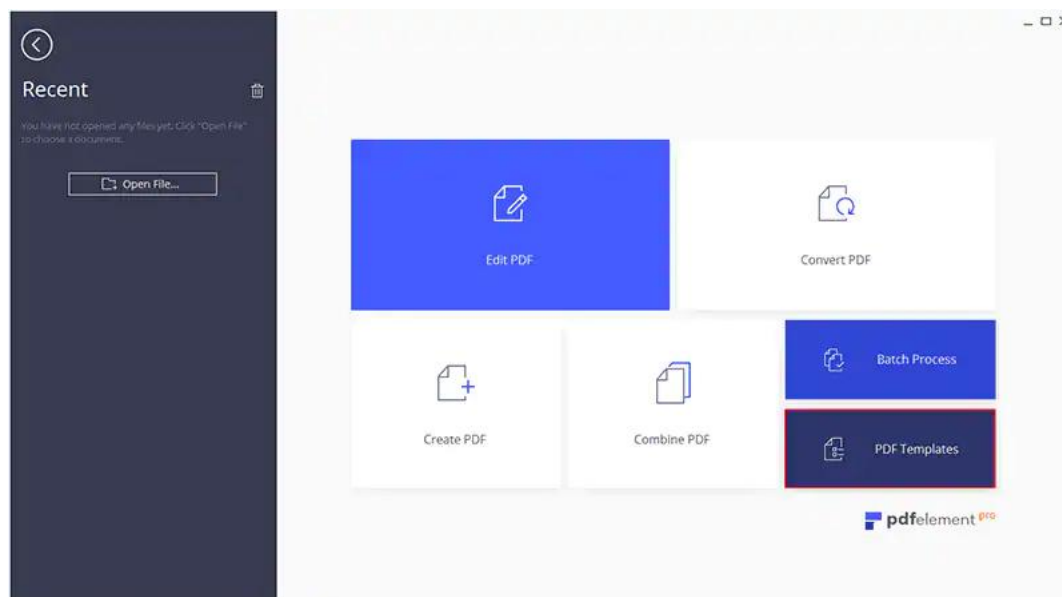 Recent
You have not opened any files yet. Click "Open File"
to choose a document.
Open File...
Edit PDF
Convert PDF
Create PDF
Combine PDF
Batch Process
PDF Templates
pdfelement pro